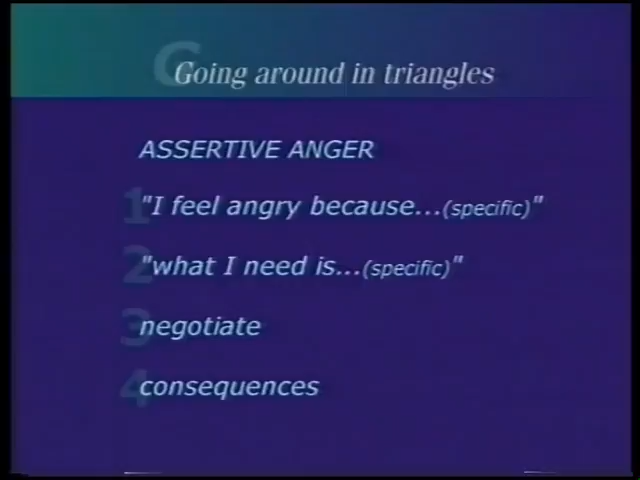 Going around in triangles
ASSERTIVE ANGER
1 "I feel angry because...(specific)"
2 "what I need is...(specific)"
3 negotiate
4 consequences